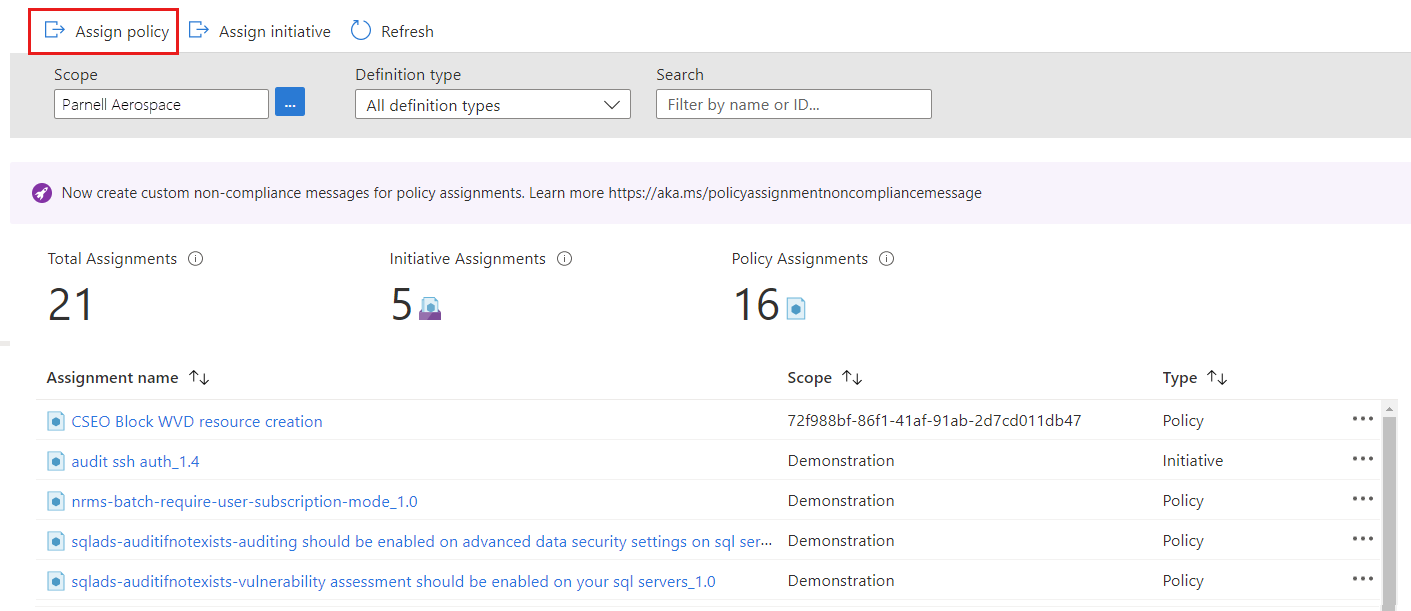 Assign policy Assign initiative Refresh
Scope Definition type Search
Parnell Aerospace ... All definition types Filter by name or ID...
Now create custom non-compliance messages for policy assignments. Learn more https://aka.ms/policyassignmentnoncompliancemessage
Total Assignments Initiative Assignments Policy Assignments
21 5 16
Assignment name Scope Type
CSEO Block WVD resource creation 72f988bf-86f1-41af-91ab-2d7cd011db47 Policy
audit ssh auth_1.4 Demonstration Initiative
nrms-batch-require-user-subscription-mode_1.0 Demonstration Policy
sqlads-auditifnotexists-auditing should be enabled on advanced data security settings on sql ser... Demonstration Policy
sqlads-auditifnotexists-vulnerability assessment should be enabled on your sql servers_1.0 Demonstration Policy